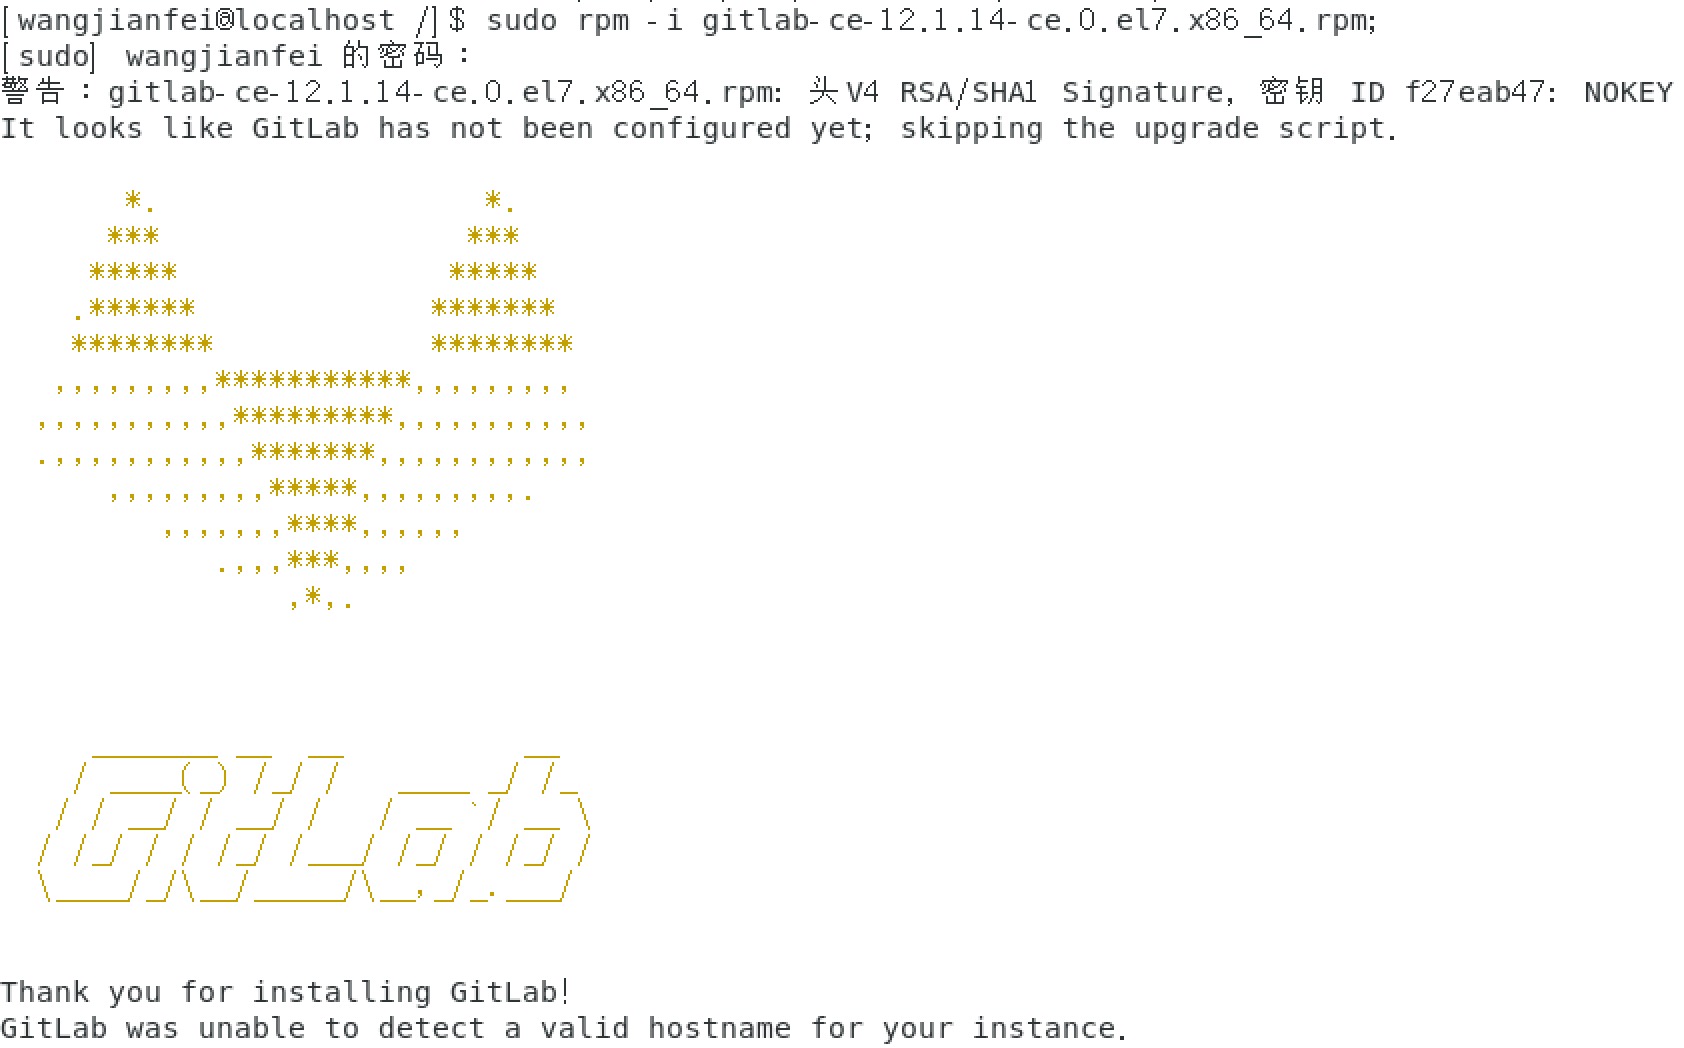 [wangjianfei@localhost /]$ sudo rpm -i gitlab-ce-12.1.14-ce.0.el7.x86_64.rpm;
[sudo] wangjianfei 的密码：
警告：gitlab-ce-12.1.14-ce.0.el7.x86_64.rpm: 头V4 RSA/SHA1 Signature, 密钥 ID f27eab47: NOKEY
It looks like GitLab has not been configured yet; skipping the upgrade script.
GitLab
Thank you for installing GitLab!
GitLab was unable to detect a valid hostname for your instance.